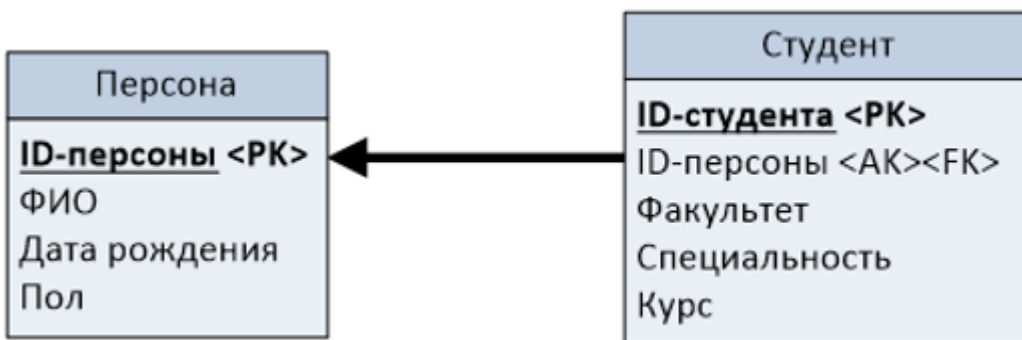 Персона
ID-персоны <PK>
ФИО
Дата рождения
Пол
Студент
ID-студента <PK>
ID-персоны <AK><FK>
Факультет
Специальность
Курс